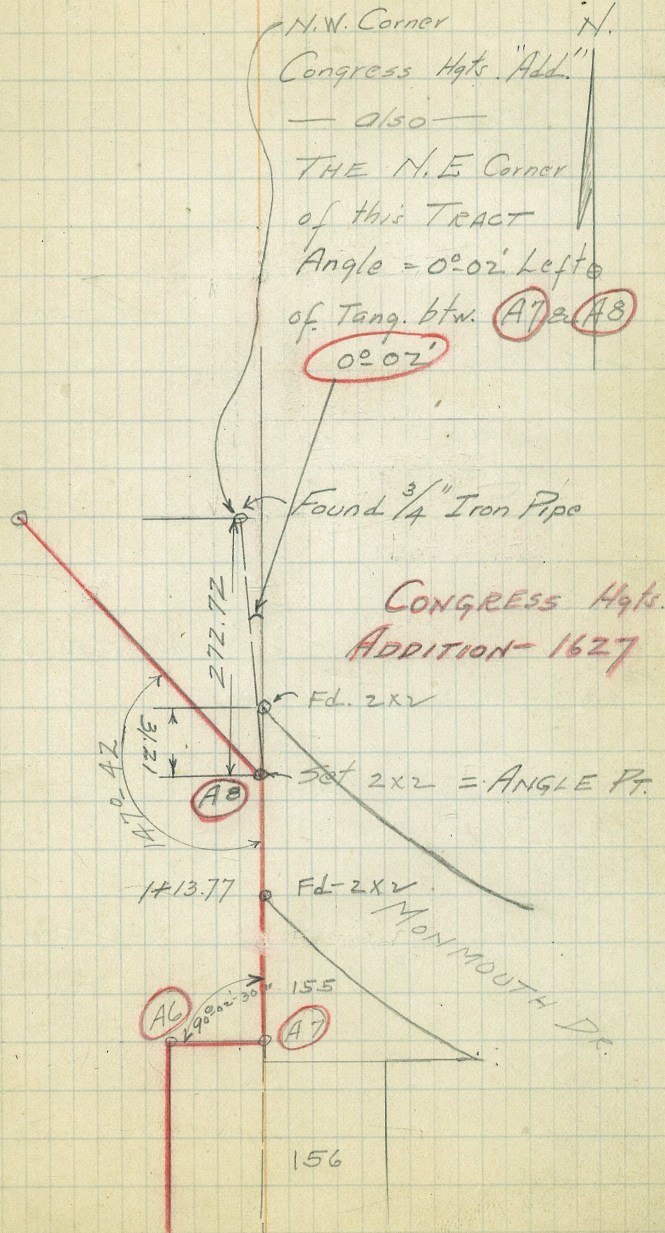 N.W. Corner
N.
Congress Hgts. "Add."
— also —
THE N.E Corner
of this TRACT
Angle = 0°-02' Left
of Tang. btw. A7 & A8
0°-02'
Found 3/4" Iron Pipe
272.72
CONGRESS Hgts.
ADDITION- 1627
Fd. 2x2
31.21
147°-42
Set 2x2 = ANGLE PT.
A8
1+13.77
Fd-2x2
MONMOUTH DR.
155
90°-02'-30"
A6
A7
156